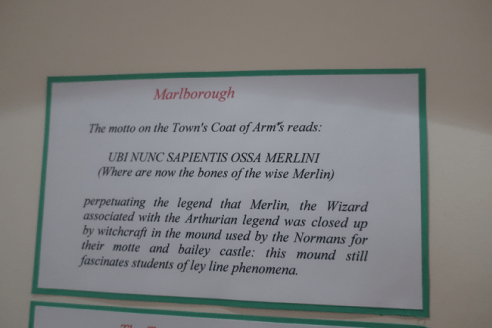 Marlborough
The motto on the Town's Coat of Arm's reads:
UBI NUNC SAPIENTIS OSSA MERLINI
(Where are now the bones of the wise Merlin)
perpetuating the legend that Merlin, the Wizard
associated with the Arthurian legend was closed up
by witchcraft in the mound used by the Normans for
their motte and bailey castle: this mound still
fascinates students of ley line phenomena.